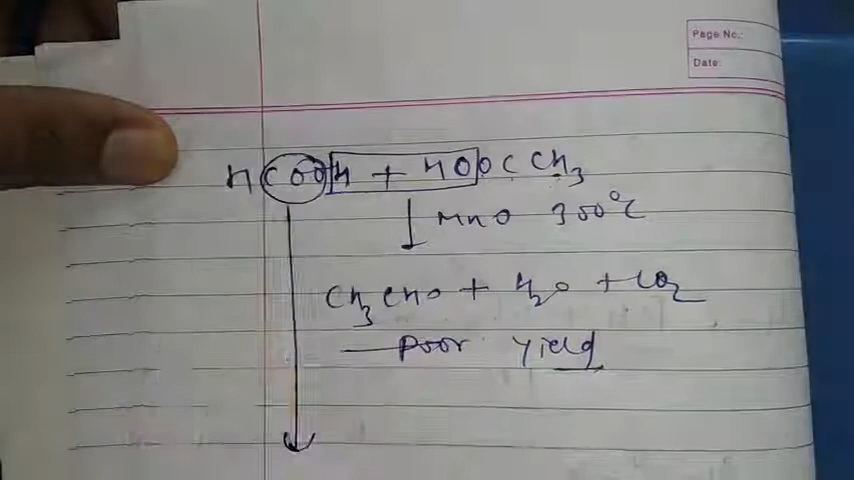 Page No.:
Date:
HCOOH + HOOCCH3
MnO 300°C
CH3CHO + H2O + CO2
— Poor yield